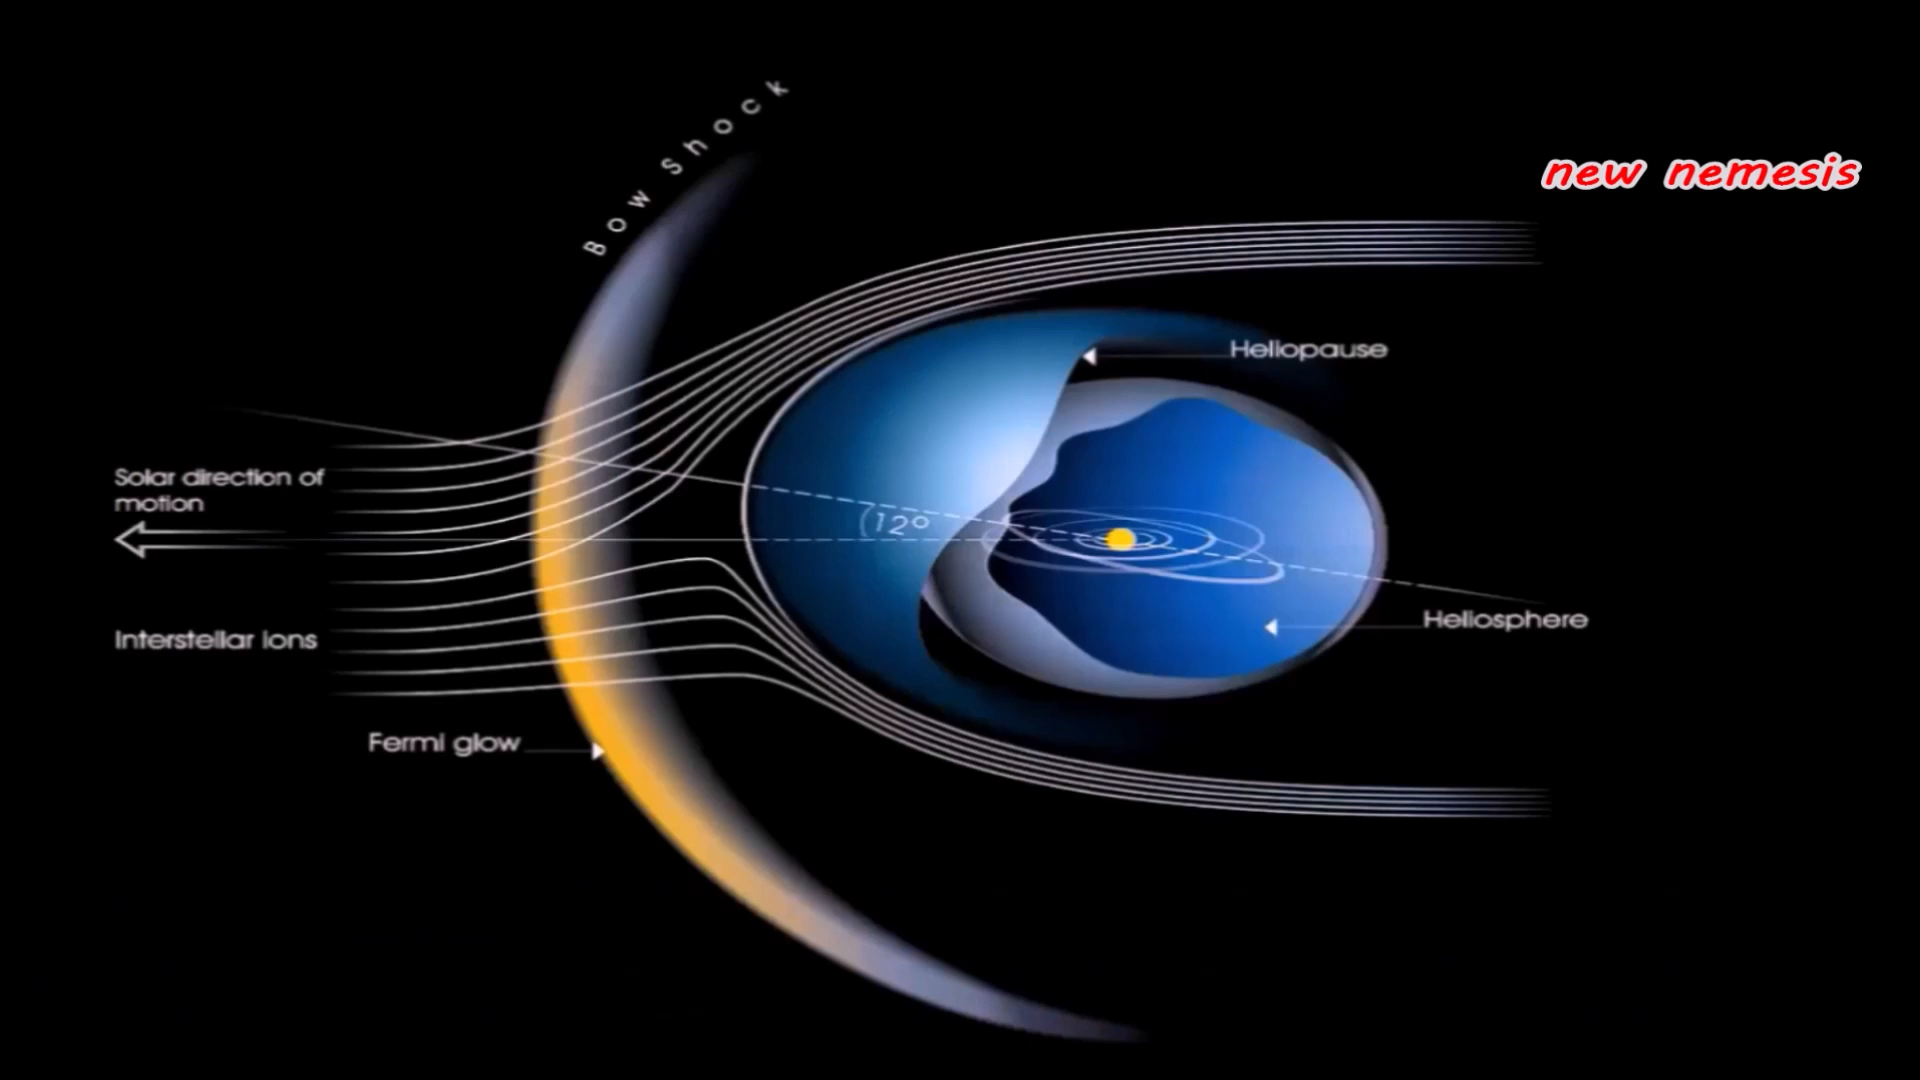 Bow Shock
new nemesis
Heliopause
Solar direction of
motion
12°
Interstellar ions
Heliosphere
Fermi glow